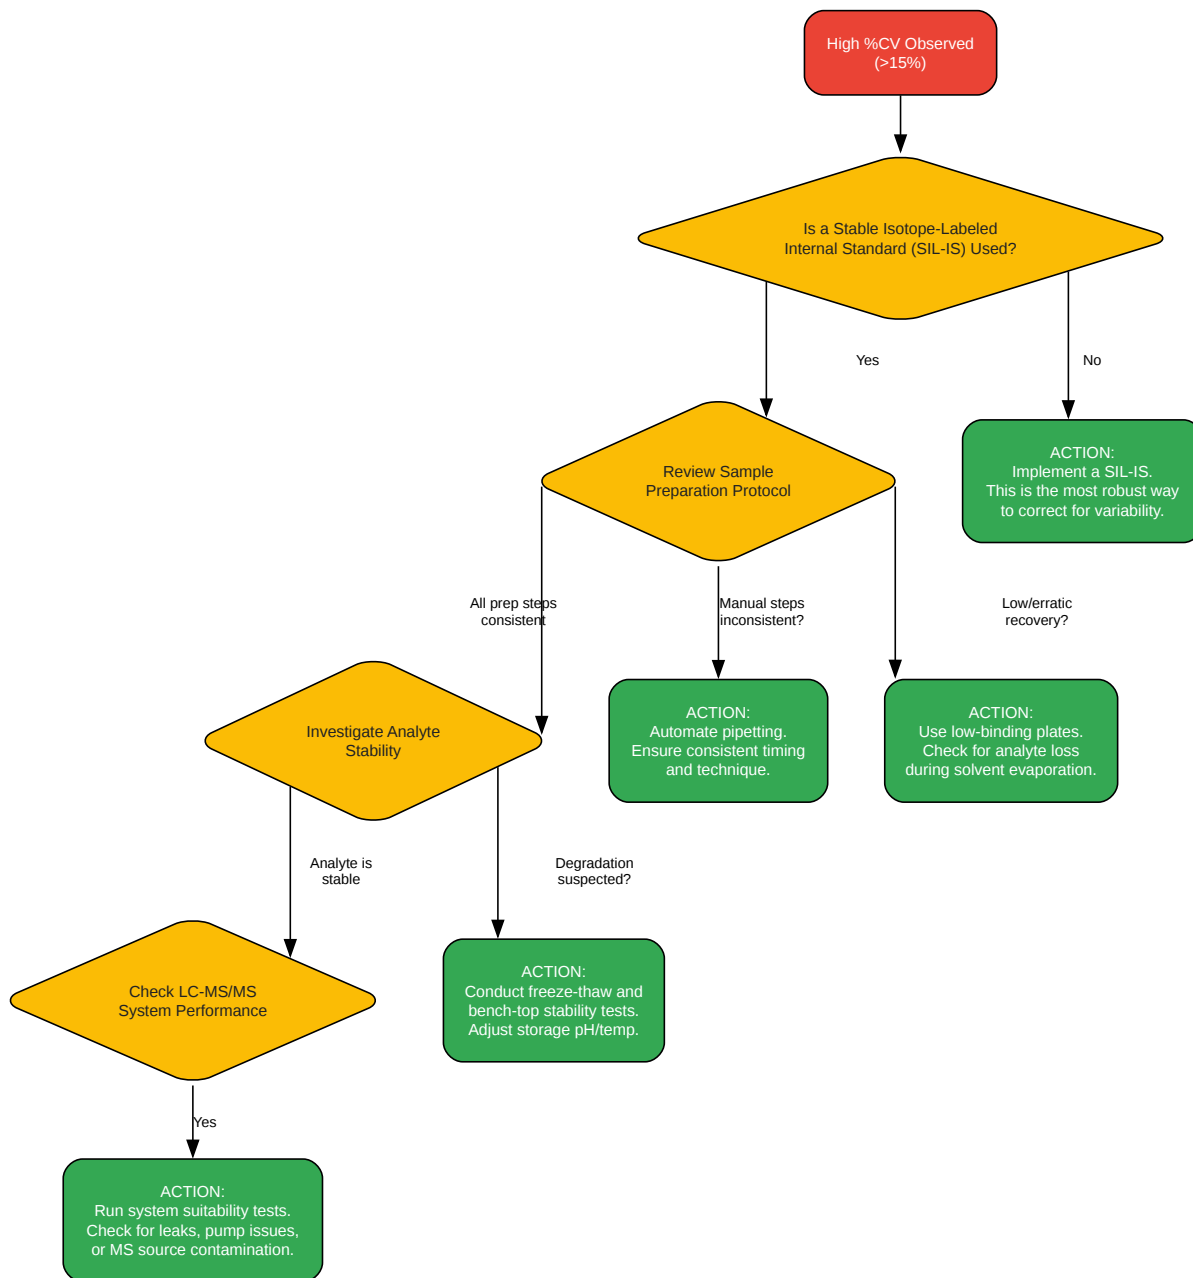 High %CV Observed
(>15%)
Is a Stable Isotope-Labeled
Internal Standard (SIL-IS) Used?
Yes
No
Review Sample
Preparation Protocol
ACTION:
Implement a SIL-IS.
This is the most robust way
to correct for variability.
All prep steps
consistent
Manual steps
inconsistent?
Low/erratic
recovery?
Investigate Analyte
Stability
ACTION:
Automate pipetting.
Ensure consistent timing
and technique.
ACTION:
Use low-binding plates.
Check for analyte loss
during solvent evaporation.
Analyte is
stable
Degradation
suspected?
Check LC-MS/MS
System Performance
ACTION:
Conduct freeze-thaw and
bench-top stability tests.
Adjust storage pH/temp.
Yes
ACTION:
Run system suitability tests.
Check for leaks, pump issues,
or MS source contamination.